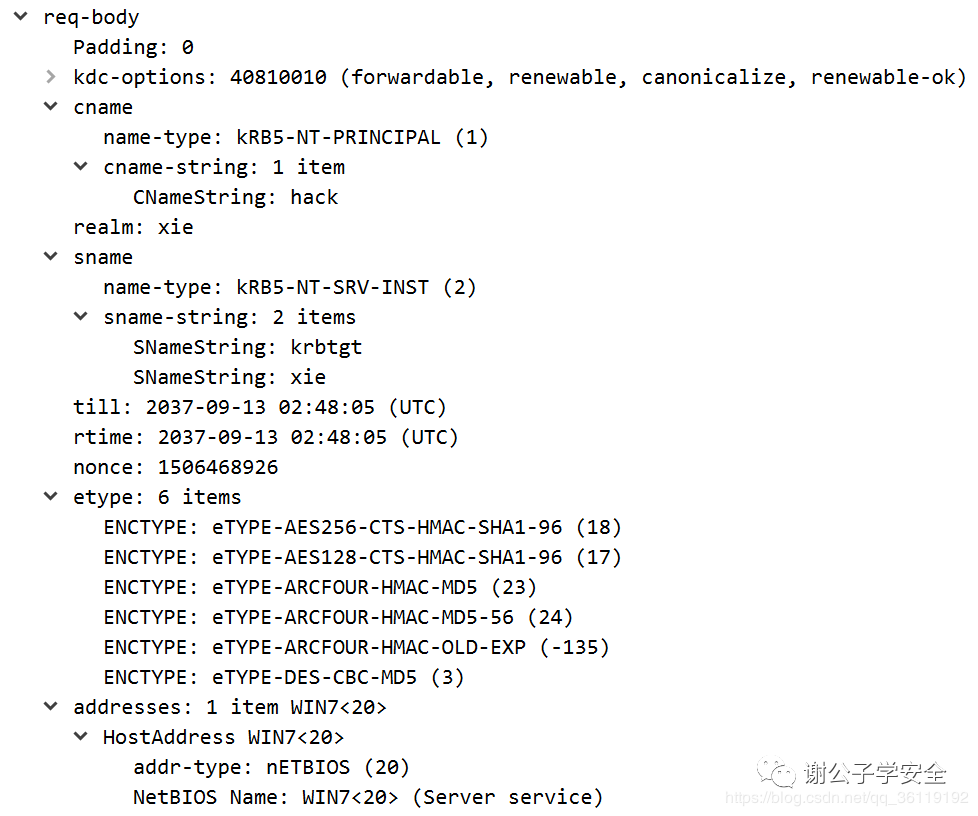 req-body
Padding: 0
kdc-options: 40810010 (forwardable, renewable, canonicalize, renewable-ok)
cname
name-type: kRB5-NT-PRINCIPAL (1)
cname-string: 1 item
CNameString: hack
realm: xie
sname
name-type: kRB5-NT-SRV-INST (2)
sname-string: 2 items
SNameString: krbtgt
SNameString: xie
till: 2037-09-13 02:48:05 (UTC)
rtime: 2037-09-13 02:48:05 (UTC)
nonce: 1506468926
etype: 6 items
ENCTYPE: eTYPE-AES256-CTS-HMAC-SHA1-96 (18)
ENCTYPE: eTYPE-AES128-CTS-HMAC-SHA1-96 (17)
ENCTYPE: eTYPE-ARCFOUR-HMAC-MD5 (23)
ENCTYPE: eTYPE-ARCFOUR-HMAC-MD5-56 (24)
ENCTYPE: eTYPE-ARCFOUR-HMAC-OLD-EXP (-135)
ENCTYPE: eTYPE-DES-CBC-MD5 (3)
addresses: 1 item WIN7<20>
HostAddress WIN7<20>
addr-type: nETBIOS (20)
NetBIOS Name: WIN7<20> (Server service)
谢公子学安全
https://blog.csdn.net/qq_36119192